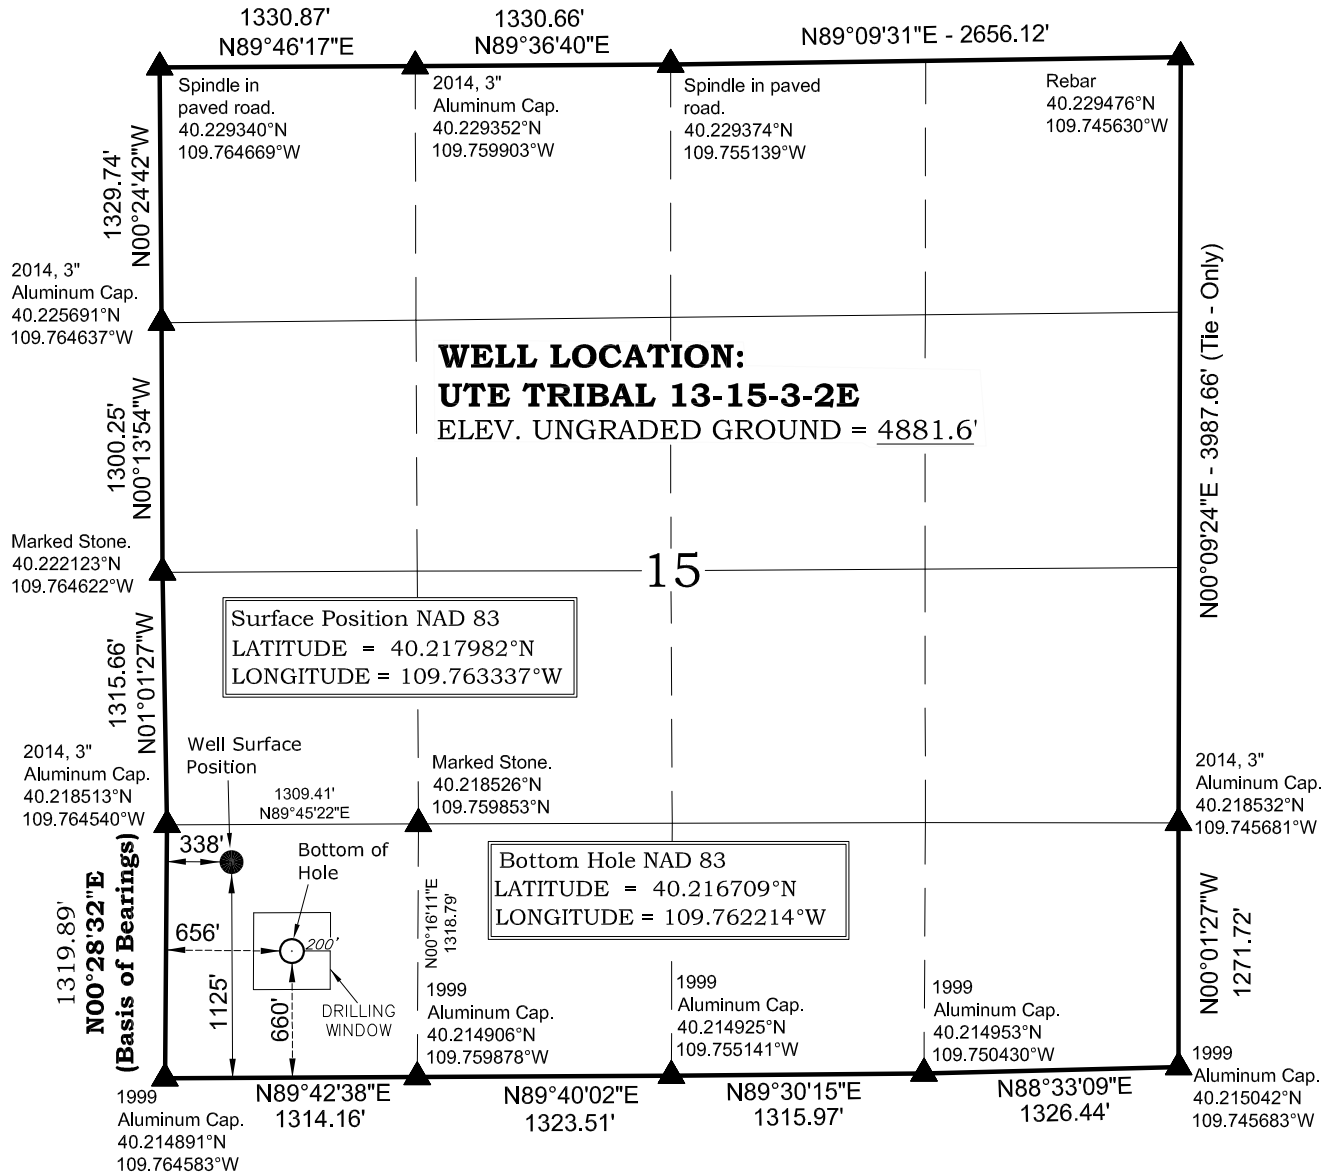 1330.87'
N89°46'17"E
1330.66'
N89°36'40"E
N89°09'31"E - 2656.12'
Spindle in
paved road.
40.229340°N
109.764669°W
2014, 3"
Aluminum Cap.
40.229352°N
109.759903°W
Spindle in paved
road.
40.229374°N
109.755139°W
Rebar
40.229476°N
109.745630°W
1329.74'
N00°24'42"W
2014, 3"
Aluminum Cap.
40.225691°N
109.764637°W
N00°09'24"E - 3987.66' (Tie - Only)
WELL LOCATION:
UTE TRIBAL 13-15-3-2E
ELEV. UNGRADED GROUND = 4881.6'
1300.25'
N00°13'54"W
Marked Stone.
40.222123°N
109.764622°W
15
Surface Position NAD 83
LATITUDE = 40.217982°N
LONGITUDE = 109.763337°W
1315.66'
N01°01'27"W
2014, 3"
Aluminum Cap.
40.218513°N
109.764540°W
Well Surface
Position
1309.41'
N89°45'22"E
Marked Stone.
40.218526°N
109.759853°N
2014, 3"
Aluminum Cap.
40.218532°N
109.745681°W
338'
Bottom of
Hole
Bottom Hole NAD 83
LATITUDE = 40.216709°N
LONGITUDE = 109.762214°W
1319.89'
N00°28'32"E
(Basis of Bearings)
656'
200'
1125'
660'
DRILLING
WINDOW
N00°16'11"E
1318.79'
N00°01'27"W
1271.72'
1999
Aluminum Cap.
40.214906°N
109.759878°W
1999
Aluminum Cap.
40.214925°N
109.755141°W
1999
Aluminum Cap.
40.214953°N
109.750430°W
1999
Aluminum Cap.
40.215042°N
109.745683°W
1999
Aluminum Cap.
40.214891°N
109.764583°W
N89°42'38"E
1314.16'
N89°40'02"E
1323.51'
N89°30'15"E
1315.97'
N88°33'09"E
1326.44'